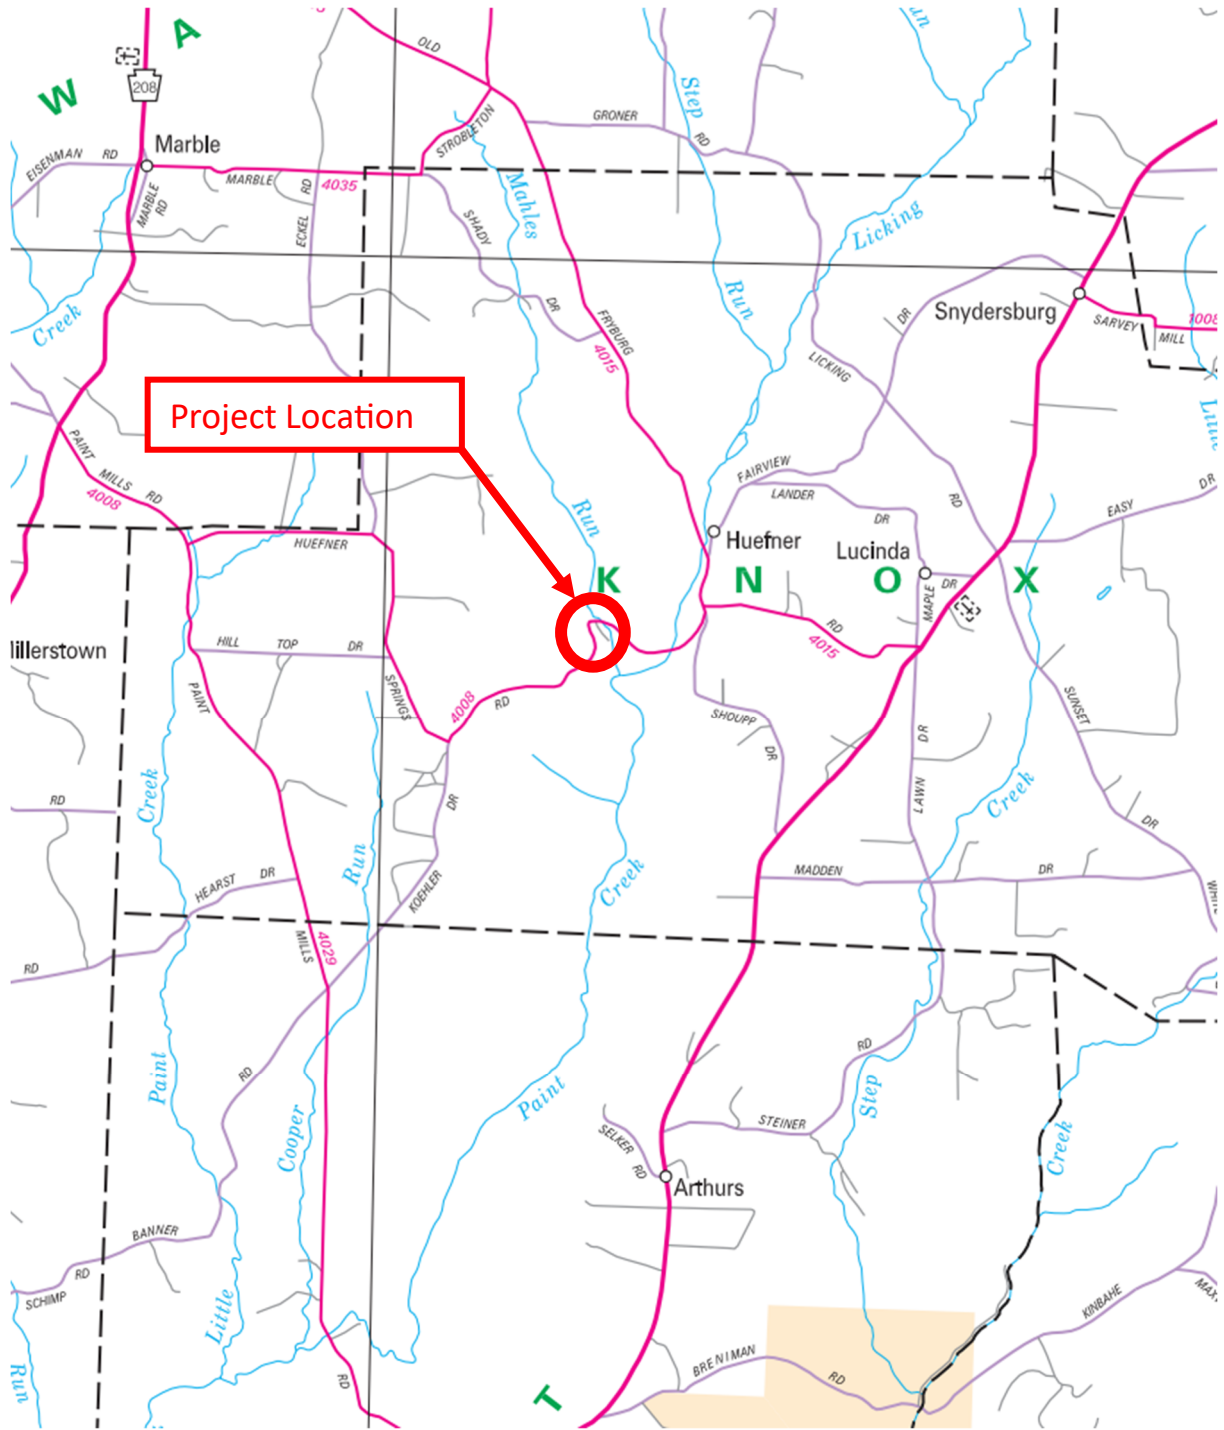 OLD
A
W
208
Marble
EISENMAN RD
MARBLE RD
MARBLE RD
4035
ECKEL
STROBLETON
GRONER RD
Step
Run
Mahles
Run
SHADY
DR
FRYBURG
4015
Licking
LICKING
RD
Snydersburg
SARVEY MILL
1008
DR
Creek
Project Location
PAINT MILLS RD
4008
HUEFNER
FAIRVIEW
LANDER DR
Huefner
Lucinda
DR
MAPLE
EASY DR
K N O X
RD
4015
illerstown
HILL TOP DR
PAINT
SPRINGS
4008
RD
SHOUPP
DR
DR
LAWN
SUNSET
DR
Creek
RD
Creek
HEARST DR
Run
DR
KOEHLER
Creek
MADDEN DR
RD
MILLS
4029
Paint
RD
Cooper
Paint
RD
Step
STEINER
Creek
SELKER RD
Arthurs
BANNER
RD
SCHIMP
Little
Run
RD
T
BRENIMAN
RD
KINBAHE